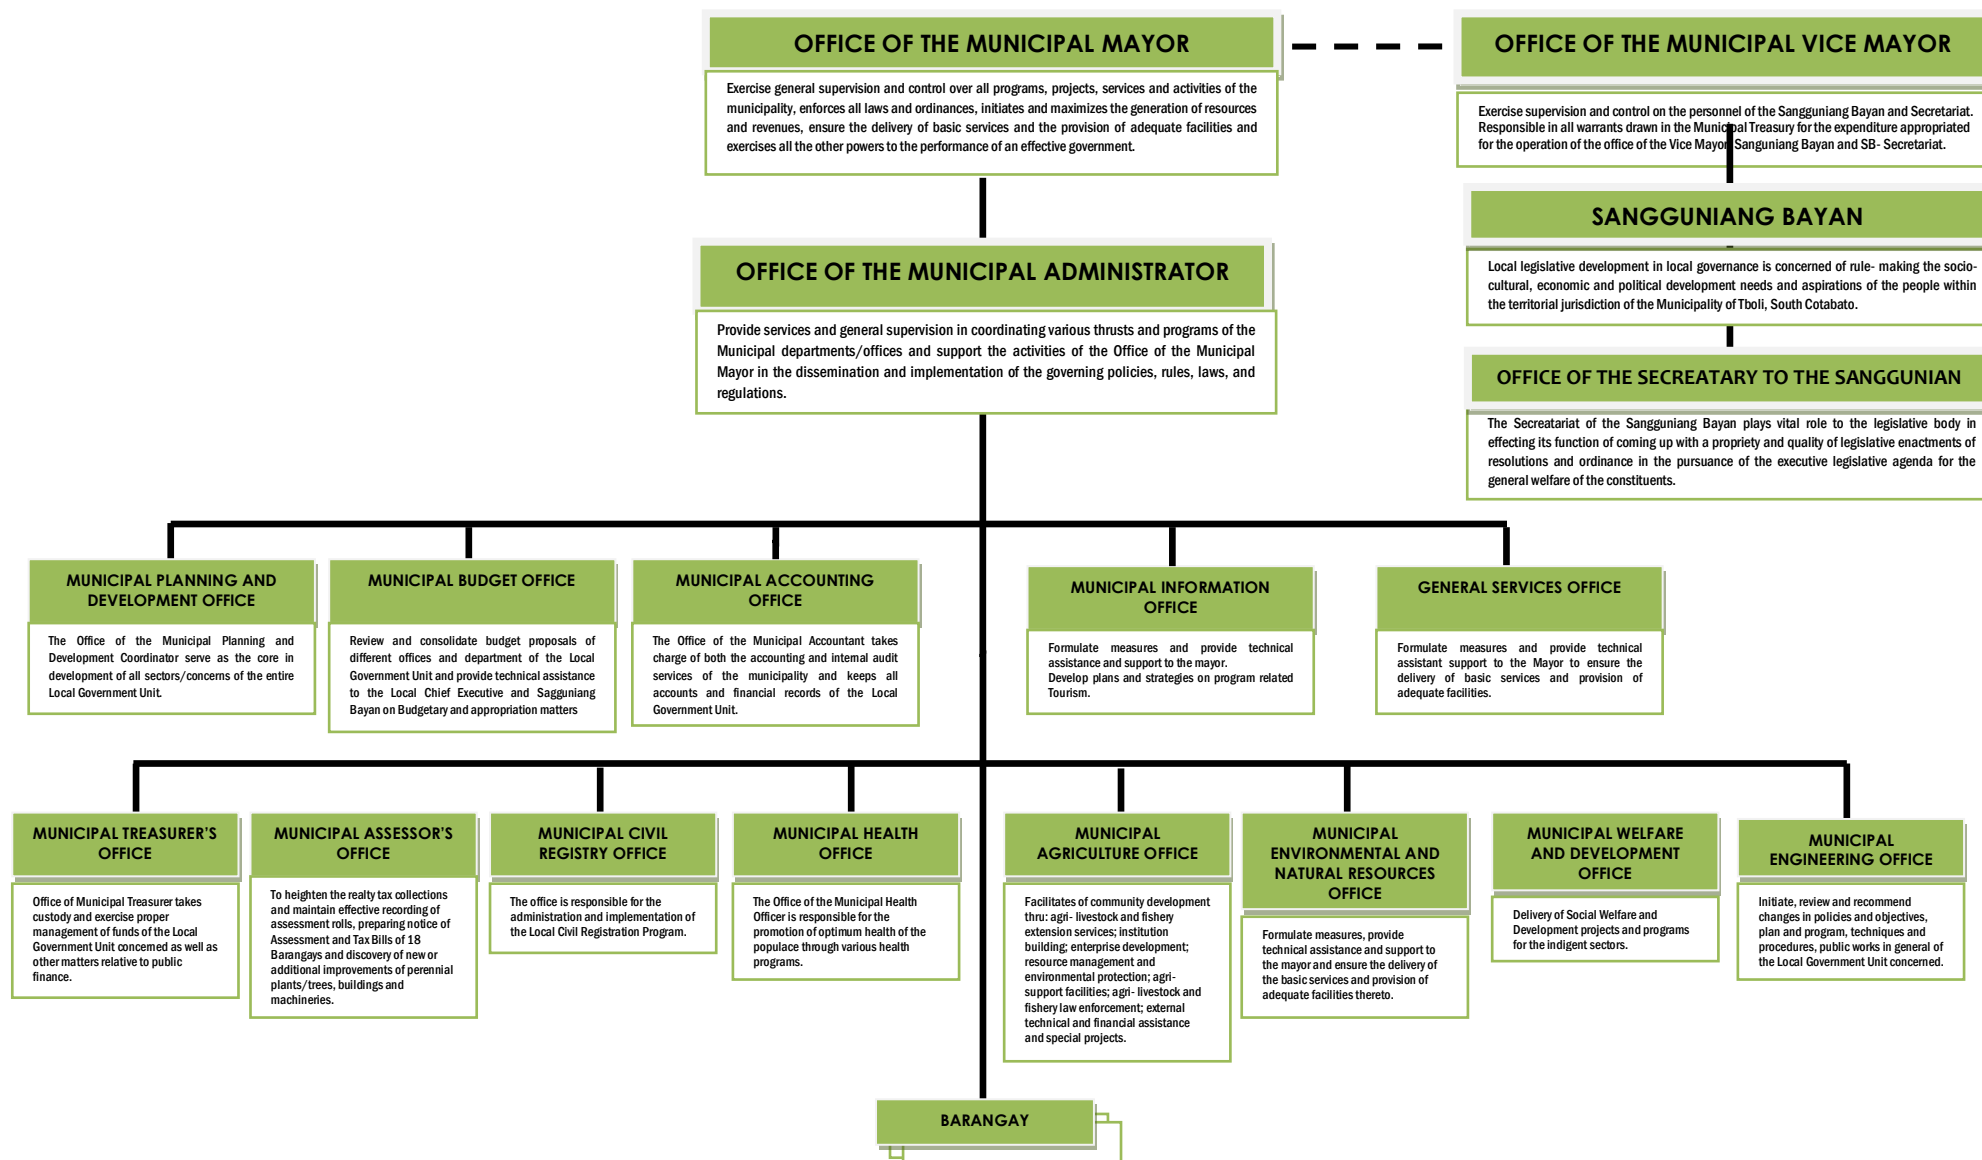 OFFICE OF THE MUNICIPAL MAYOR
Exercise general supervision and control over all programs, projects, services and activities of the
municipality, enforces all laws and ordinances, initiates and maximizes the generation of resources
and revenues, ensure the delivery of basic services and the provision of adequate facilities and
exercises all the other powers to the performance of an effective government.
OFFICE OF THE MUNICIPAL VICE MAYOR
Exercise supervision and control on the personnel of the Sangguniang Bayan and Secretariat.
Responsible in all warrants drawn in the Municipal Treasury for the expenditure appropriated
for the operation of the office of the Vice Mayor, Sanguniang Bayan and SB- Secretariat.
SANGGUNIANG BAYAN
Local legislative development in local governance is concerned of rule- making the socio-
cultural, economic and political development needs and aspirations of the people within
the territorial jurisdiction of the Municipality of Tboli, South Cotabato.
OFFICE OF THE SECREATARY TO THE SANGGUNIAN
The Secreatariat of the Sangguniang Bayan plays vital role to the legislative body in
effecting its function of coming up with a propriety and quality of legislative enactments of
resolutions and ordinance in the pursuance of the executive legislative agenda for the
general welfare of the constituents.
OFFICE OF THE MUNICIPAL ADMINISTRATOR
Provide services and general supervision in coordinating various thrusts and programs of the
Municipal departments/offices and support the activities of the Office of the Municipal
Mayor in the dissemination and implementation of the governing policies, rules, laws, and
regulations.
MUNICIPAL PLANNING AND
DEVELOPMENT OFFICE
The Office of the Municipal Planning and
Development Coordinator serve as the core in
development of all sectors/concerns of the entire
Local Government Unit.
MUNICIPAL BUDGET OFFICE
Review and consolidate budget proposals of
different offices and department of the Local
Government Unit and provide technical assistance
to the Local Chief Executive and Sagguniang
Bayan on Budgetary and appropriation matters
MUNICIPAL ACCOUNTING
OFFICE
The Office of the Municipal Accountant takes
charge of both the accounting and internal audit
services of the municipality and keeps all
accounts and financial records of the Local
Government Unit.
MUNICIPAL INFORMATION
OFFICE
Formulate measures and provide technical
assistance and support to the mayor.
Develop plans and strategies on program related
Tourism.
GENERAL SERVICES OFFICE
Formulate measures and provide technical
assistant support to the Mayor to ensure the
delivery of basic services and provision of
adequate facilities.
MUNICIPAL TREASURER'S
OFFICE
Office of Municipal Treasurer takes
custody and exercise proper
management of funds of the Local
Government Unit concerned as well as
other matters relative to public
finance.
MUNICIPAL ASSESSOR'S
OFFICE
To heighten the realty tax collections
and maintain effective recording of
assessment rolls, preparing notice of
Assessment and Tax Bills of 18
Barangays and discovery of new or
additional improvements of perennial
plants/trees, buildings and
machineries.
MUNICIPAL CIVIL
REGISTRY OFFICE
The office is responsible for the
administration and implementation of
the Local Civil Registration Program.
MUNICIPAL HEALTH
OFFICE
The Office of the Municipal Health
Officer is responsible for the
promotion of optimum health of the
populace through various health
programs.
MUNICIPAL
AGRICULTURE OFFICE
Facilitates of community development
thru: agri- livestock and fishery
extension services; institution
building; enterprise development;
resource management and
environmental protection; agri-
support facilities; agri- livestock and
fishery law enforcement; external
technical and financial assistance
and special projects.
MUNICIPAL
ENVIRONMENTAL AND
NATURAL RESOURCES
OFFICE
Formulate measures, provide
technical assistance and support to
the mayor and ensure the delivery of
the basic services and provision of
adequate facilities thereto.
MUNICIPAL WELFARE
AND DEVELOPMENT
OFFICE
Delivery of Social Welfare and
Development projects and programs
for the indigent sectors.
MUNICIPAL
ENGINEERING OFFICE
Initiate, review and recommend
changes in policies and objectives,
plan and program, techniques and
procedures, public works in general of
the Local Government Unit concerned.
BARANGAY